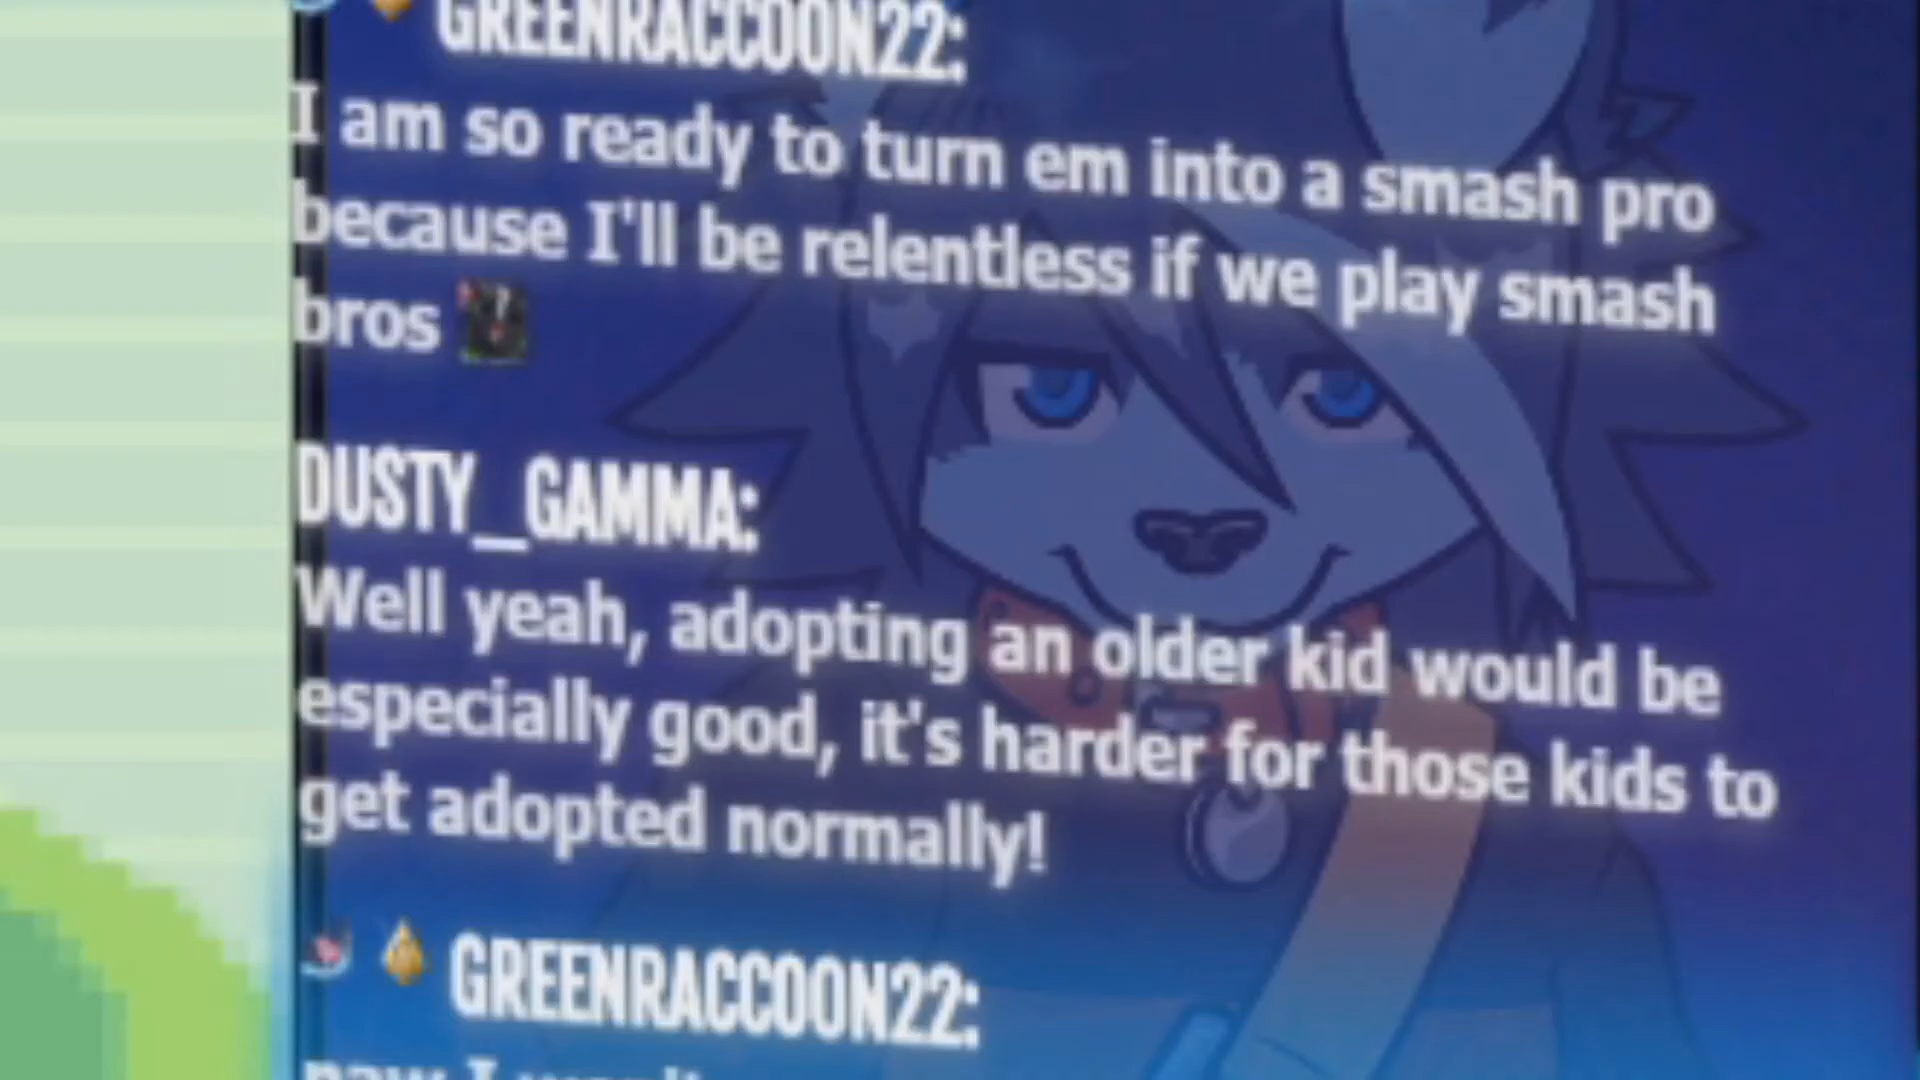 GREENRACCOON22:
I am so ready to turn em into a smash pro
because I'll be relentless if we play smash
bros
DUSTY_GAMMA:
Well yeah, adopting an older kid would be
especially good, it's harder for those kids to
get adopted normally!
GREENRACCOON22:
naw I won't